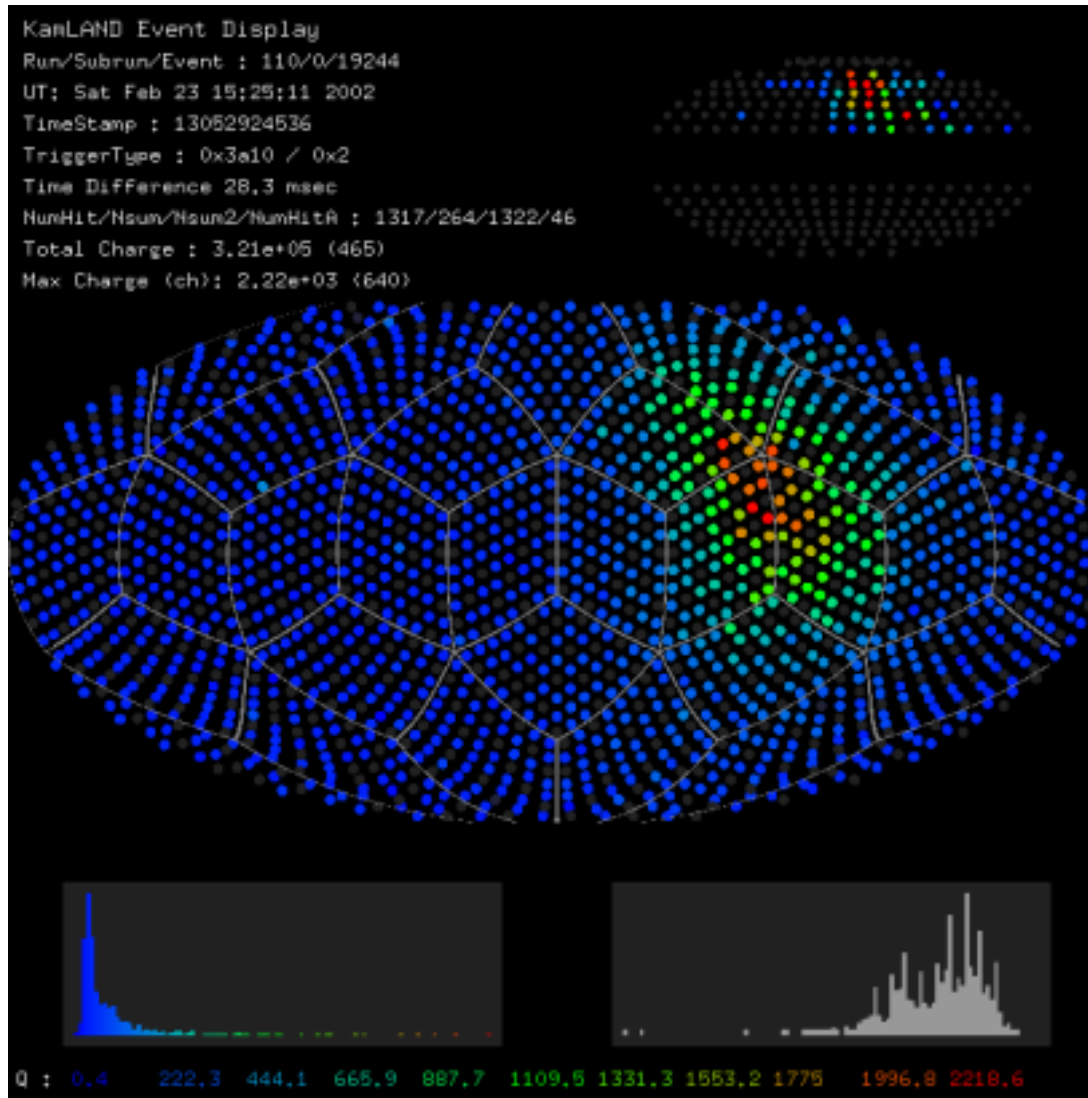 KamLAND Event Display
Run/Subrun/Event : 110/0/19244
UT: Sat Feb 23 15:25:11 2002
TimeStamp : 13052924536
TriggerType : 0x3a10 / 0x2
Time Difference 28.3 msec
NumHit/Nsum/Nsum2/NumHitA : 1317/264/1322/46
Total Charge : 3.21e+05 (465)
Max Charge (ch): 2.22e+03 (640)
Q : 0.4 222.3 444.1 665.9 887.7 1109.5 1331.3 1553.2 1775 1996.8 2218.6